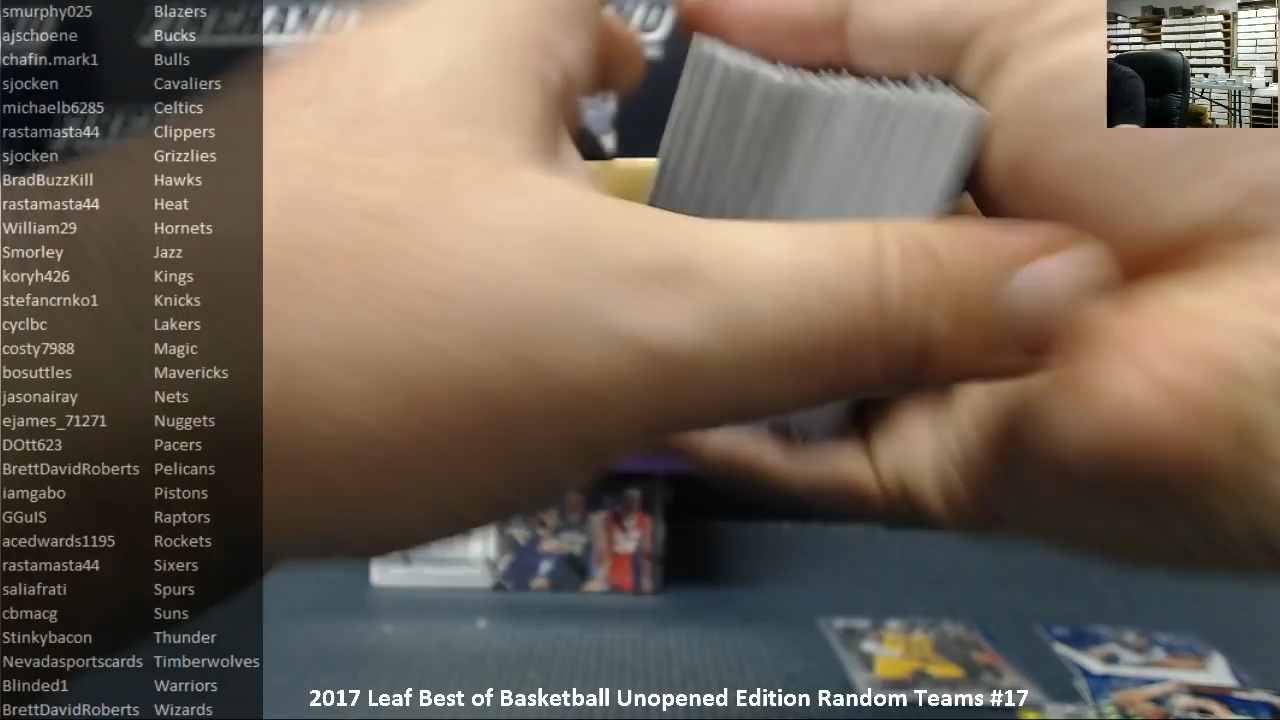 smurphy025 Blazers
ajschoene Bucks
chafin.mark1 Bulls
sjocken Cavaliers
michaelb6285 Celtics
rastamasta44 Clippers
sjocken Grizzlies
BradBuzzKill Hawks
rastamasta44 Heat
William29 Hornets
Smorley Jazz
koryh426 Kings
stefancrnko1 Knicks
cyclbc Lakers
costy7988 Magic
bosuttles Mavericks
jasonairay Nets
ejames_71271 Nuggets
DOtt623 Pacers
BrettDavidRoberts Pelicans
iamgabo Pistons
GGuIS Raptors
acedwards1195 Rockets
rastamasta44 Sixers
saliafrati Spurs
cbmacg Suns
Stinkybacon Thunder
Nevadasportscards Timberwolves
Blinded1 Warriors
BrettDavidRoberts Wizards
2017 Leaf Best of Basketball Unopened Edition Random Teams #17